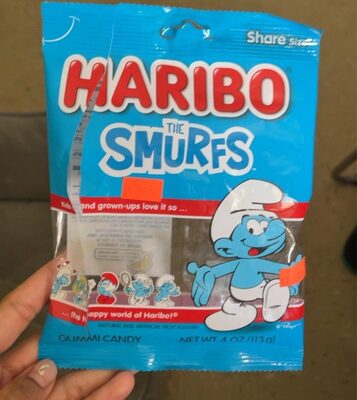 Share Size
HARIBO
THE
SMURFS
Kids and grown-ups love it so ...
... the happy world of Haribo!®
NATURAL AND ARTIFICIAL FRUIT FLAVORS
GUMMI CANDY
NET WT. 4 OZ (113g)